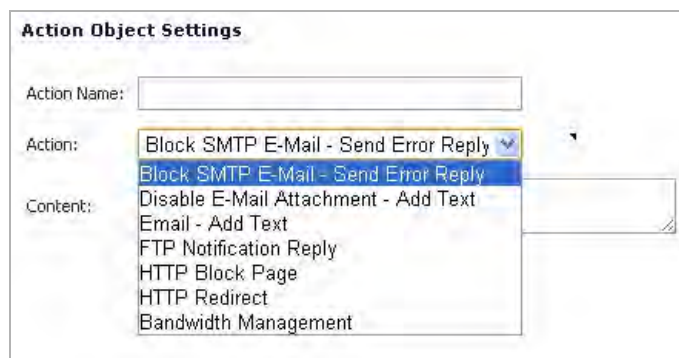 Action Object Settings
Action Name:
Action: Block SMTP E-Mail - Send Error Reply
Block SMTP E-Mail - Send Error Reply
Disable E-Mail Attachment - Add Text
Content:
Email - Add Text
FTP Notification Reply
HTTP Block Page
HTTP Redirect
Bandwidth Management